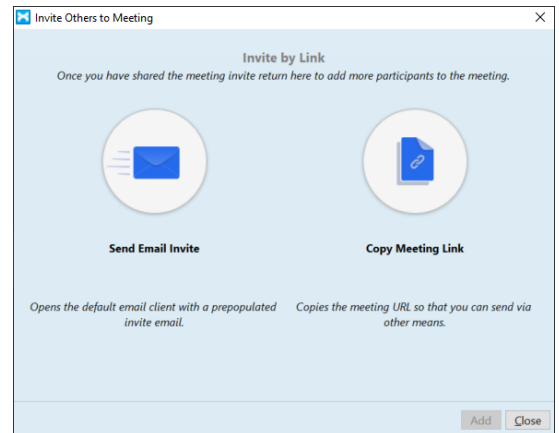 Invite Others to Meeting
Invite by Link
Once you have shared the meeting invite return here to add more participants to the meeting.
Send Email Invite
Copy Meeting Link
Opens the default email client with a prepopulated
invite email.
Copies the meeting URL so that you can send via
other means.
Add
Close